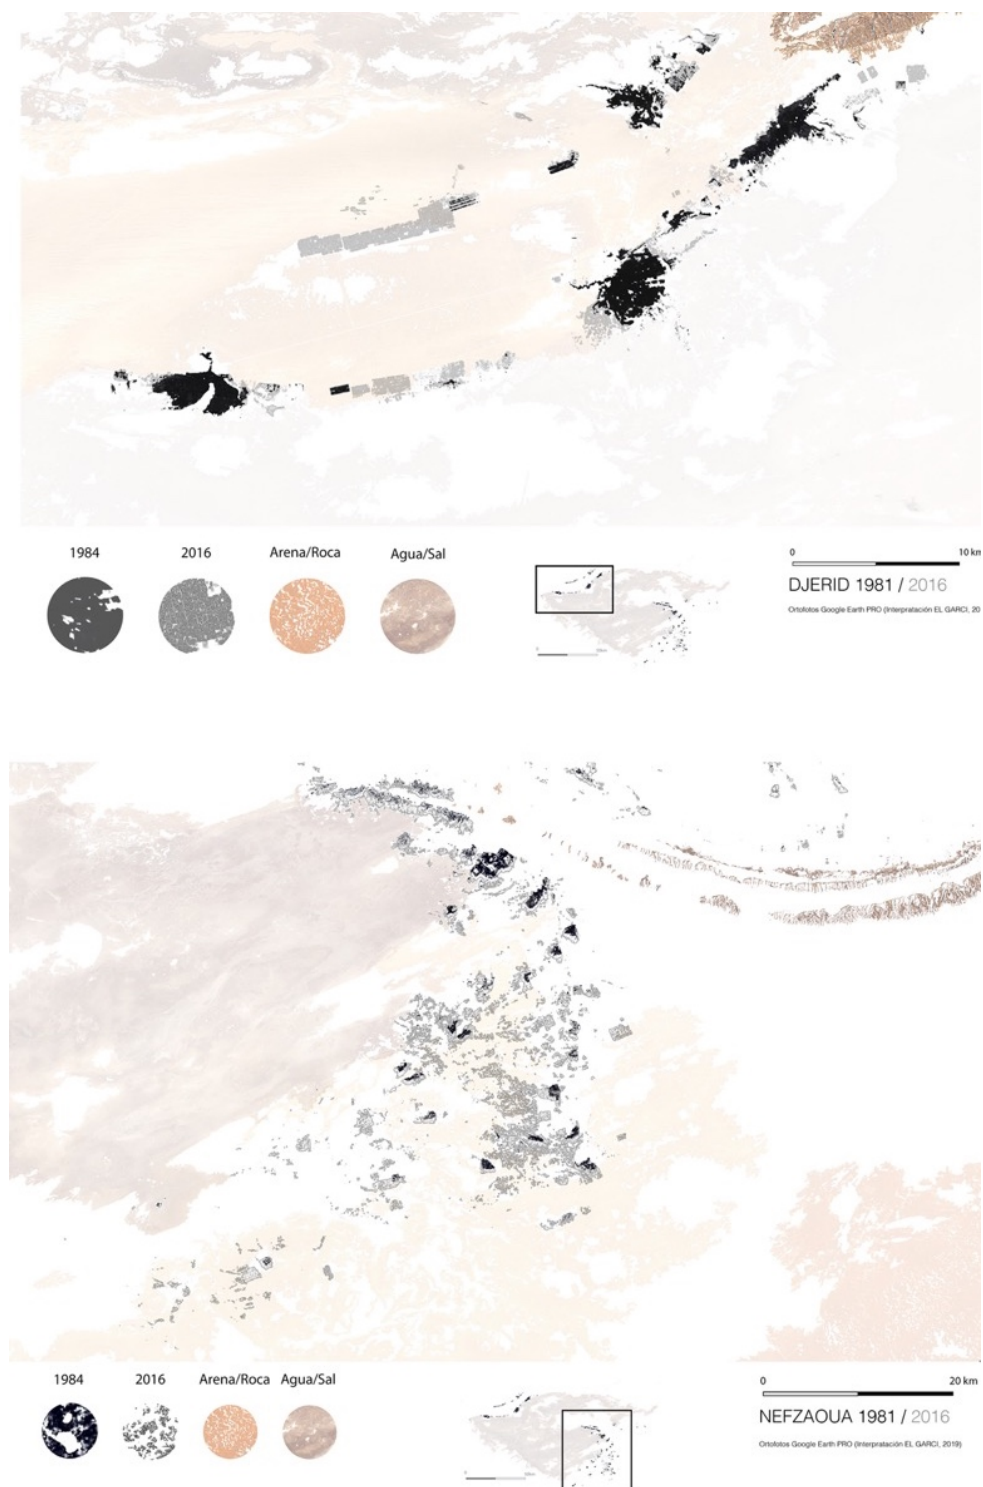 1984 2016 Arena/Roca Agua/Sal
0 10 km
DJERID 1981 / 2016
Ortofotos Google Earth PRO (Interpratación EL GARCI, 20
1984 2016 Arena/Roca Agua/Sal
0 20 km
NEFZAOUA 1981 / 2016
Ortofotos Google Earth PRO (Interpratación EL GARCI, 2019)